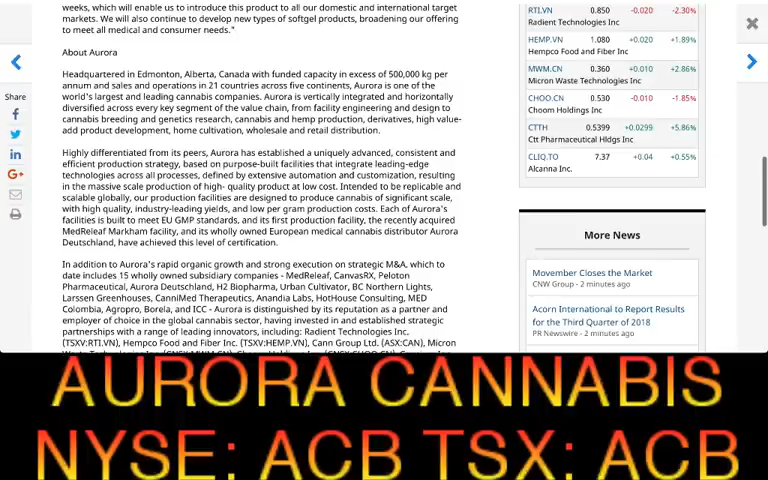 weeks, which will enable us to introduce this product to all our domestic and international target
markets. We will also continue to develop new types of softgel products, broadening our offering
to meet all medical and consumer needs."
About Aurora
Headquartered in Edmonton, Alberta, Canada with funded capacity in excess of 500,000 kg per
annum and sales and operations in 21 countries across five continents, Aurora is one of the
world's largest and leading cannabis companies. Aurora is vertically integrated and horizontally
diversified across every key segment of the value chain, from facility engineering and design to
cannabis breeding and genetics research, cannabis and hemp production, derivatives, high value-
add product development, home cultivation, wholesale and retail distribution.
Highly differentiated from its peers, Aurora has established a uniquely advanced, consistent and
efficient production strategy, based on purpose-built facilities that integrate leading-edge
technologies across all processes, defined by extensive automation and customization, resulting
in the massive scale production of high- quality product at low cost. Intended to be replicable and
scalable globally, our production facilities are designed to produce cannabis of significant scale,
with high quality, industry-leading yields, and low per gram production costs. Each of Aurora's
facilities is built to meet EU GMP standards, and its first production facility, the recently acquired
MedReleaf Markham facility, and its wholly owned European medical cannabis distributor Aurora
Deutschland, have achieved this level of certification.
In addition to Aurora's rapid organic growth and strong execution on strategic M&A, which to
date includes 15 wholly owned subsidiary companies - MedReleaf, CanvasRX, Peloton
Pharmaceutical, Aurora Deutschland, H2 Biopharma, Urban Cultivator, BC Northern Lights,
Larssen Greenhouses, CanniMed Therapeutics, Anandia Labs, HotHouse Consulting, MED
Colombia, Agropro, Borela, and ICC - Aurora is distinguished by its reputation as a partner and
employer of choice in the global cannabis sector, having invested in and established strategic
partnerships with a range of leading innovators, including: Radient Technologies Inc.
(TSXV:RTI.VN), Hempco Food and Fiber Inc. (TSXV:HEMP.VN), Cann Group Ltd. (ASX:CAN), Micron
Share
RTI.VN 0.850 -0.020 -2.30%
Radient Technologies Inc
HEMP.VN 1.080 +0.020 +1.89%
Hempco Food and Fiber Inc
MWM.CN 0.360 +0.010 +2.86%
Micron Waste Technologies Inc
CHOO.CN 0.530 -0.010 -1.85%
Choom Holdings Inc
CTTH 0.5399 +0.0299 +5.86%
Ctt Pharmaceutical Hldgs Inc
CLIQ.TO 7.37 +0.04 +0.55%
Alcanna Inc.
More News
Movember Closes the Market
CNW Group - 2 minutes ago
Acorn International to Report Results
for the Third Quarter of 2018
PR Newswire - 2 minutes ago
AURORA CANNABIS
NYSE: ACB TSX: ACB